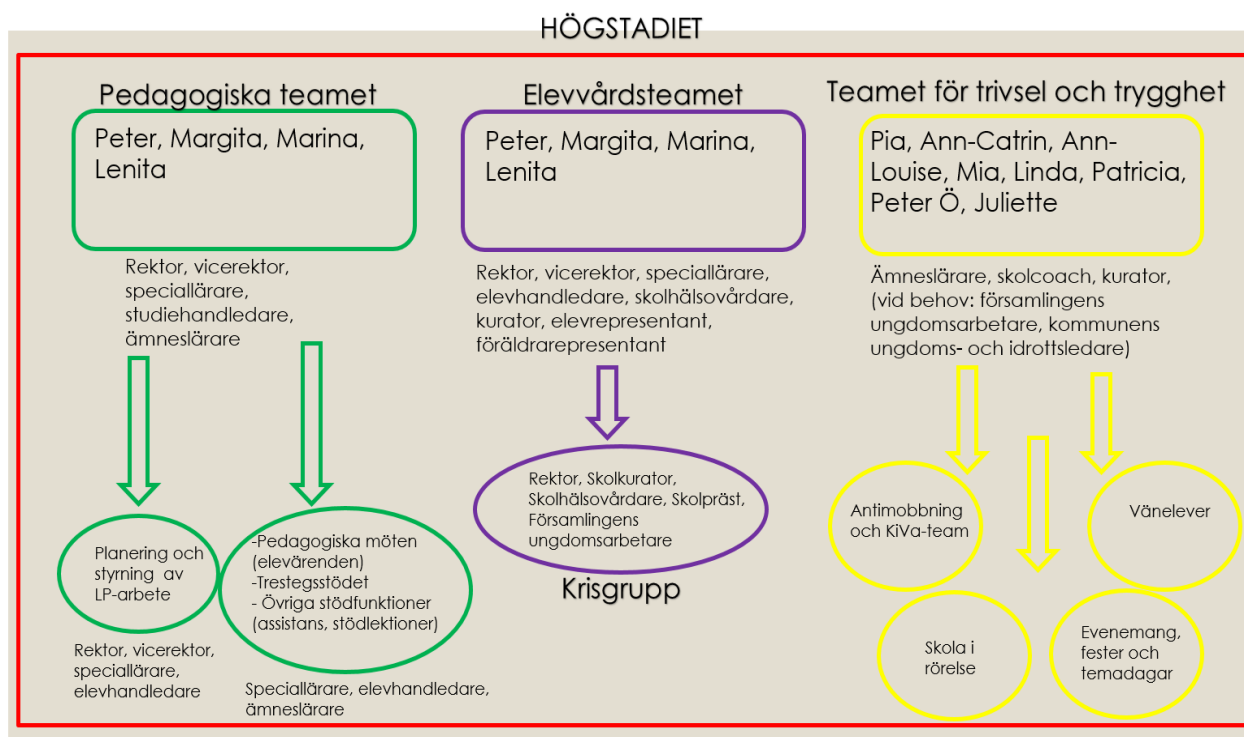 HÖGSTADIET
Pedagogiska teamet
Peter, Margita, Marina,
Lenita
Rektor, vicerektor,
speciallärare,
studiehandledare,
ämneslärare
Planering och
styrning av
LP-arbete
Rektor, vicerektor,
speciallärare,
elevhandledare
-Pedagogiska möten
(elevärenden)
-Trestegsstödet
- Övriga stödfunktioner
(assistans, stödlektioner)
Speciallärare, elevhandledare,
ämneslärare
Elevvårdsteamet
Peter, Margita, Marina,
Lenita
Rektor, vicerektor, speciallärare,
elevhandledare, skolhälsovårdare,
kurator, elevrepresentant,
föräldrarepresentant
Rektor, Skolkurator,
Skolhälsovårdare, Skolpräst,
Församlingens
ungdomsarbetare
Krisgrupp
Teamet för trivsel och trygghet
Pia, Ann-Catrin, Ann-
Louise, Mia, Linda, Patricia,
Peter Ö, Juliette
Ämneslärare, skolcoach, kurator,
(vid behov: församlingens
ungdomsarbetare, kommunens
ungdoms- och idrottsledare)
Antimobbning
och KiVa-team
Vänelever
Skola i
rörelse
Evenemang,
fester och
temadagar